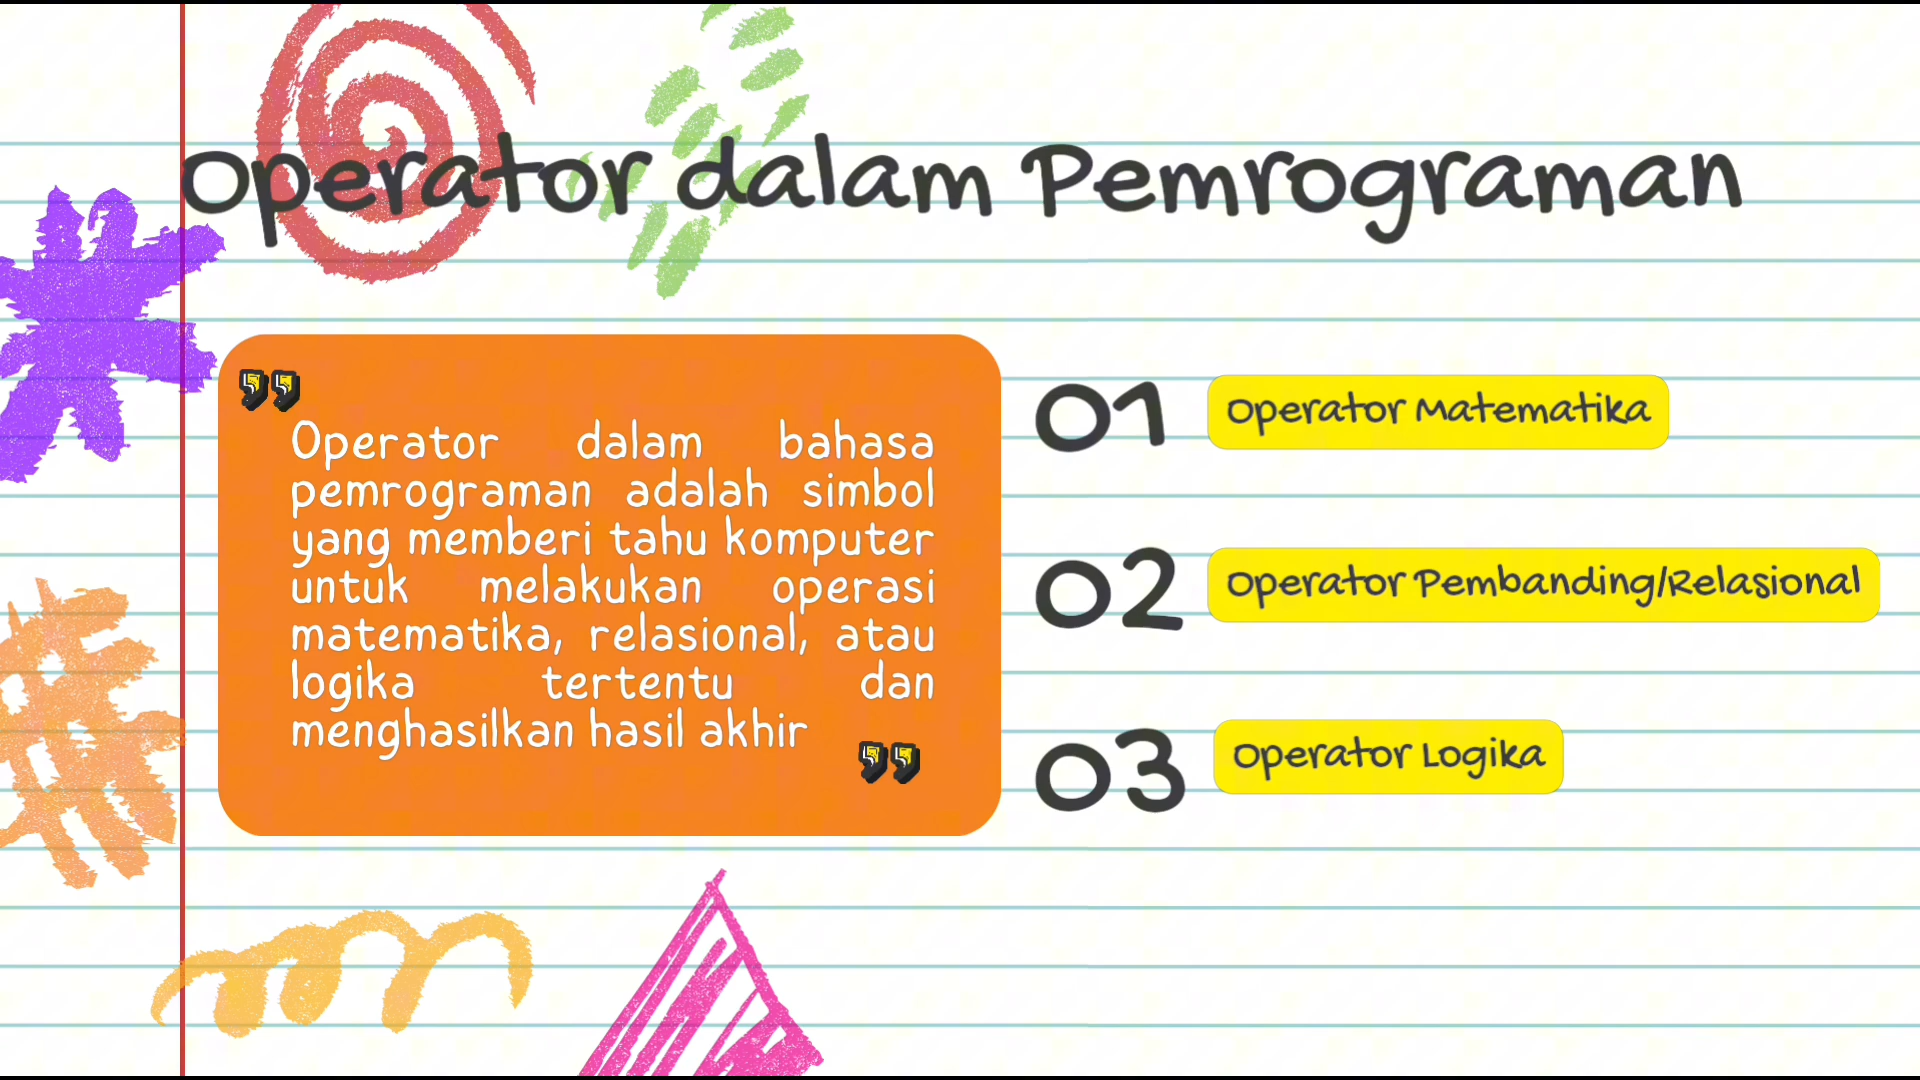 Operator dalam Pemrograman
Operator dalam bahasa
pemrograman adalah simbol
yang memberi tahu komputer
untuk melakukan operasi
matematika, relasional, atau
logika tertentu dan
menghasilkan hasil akhir
01 Operator Matematika
02 Operator Pembanding/Relasional
03 Operator Logika